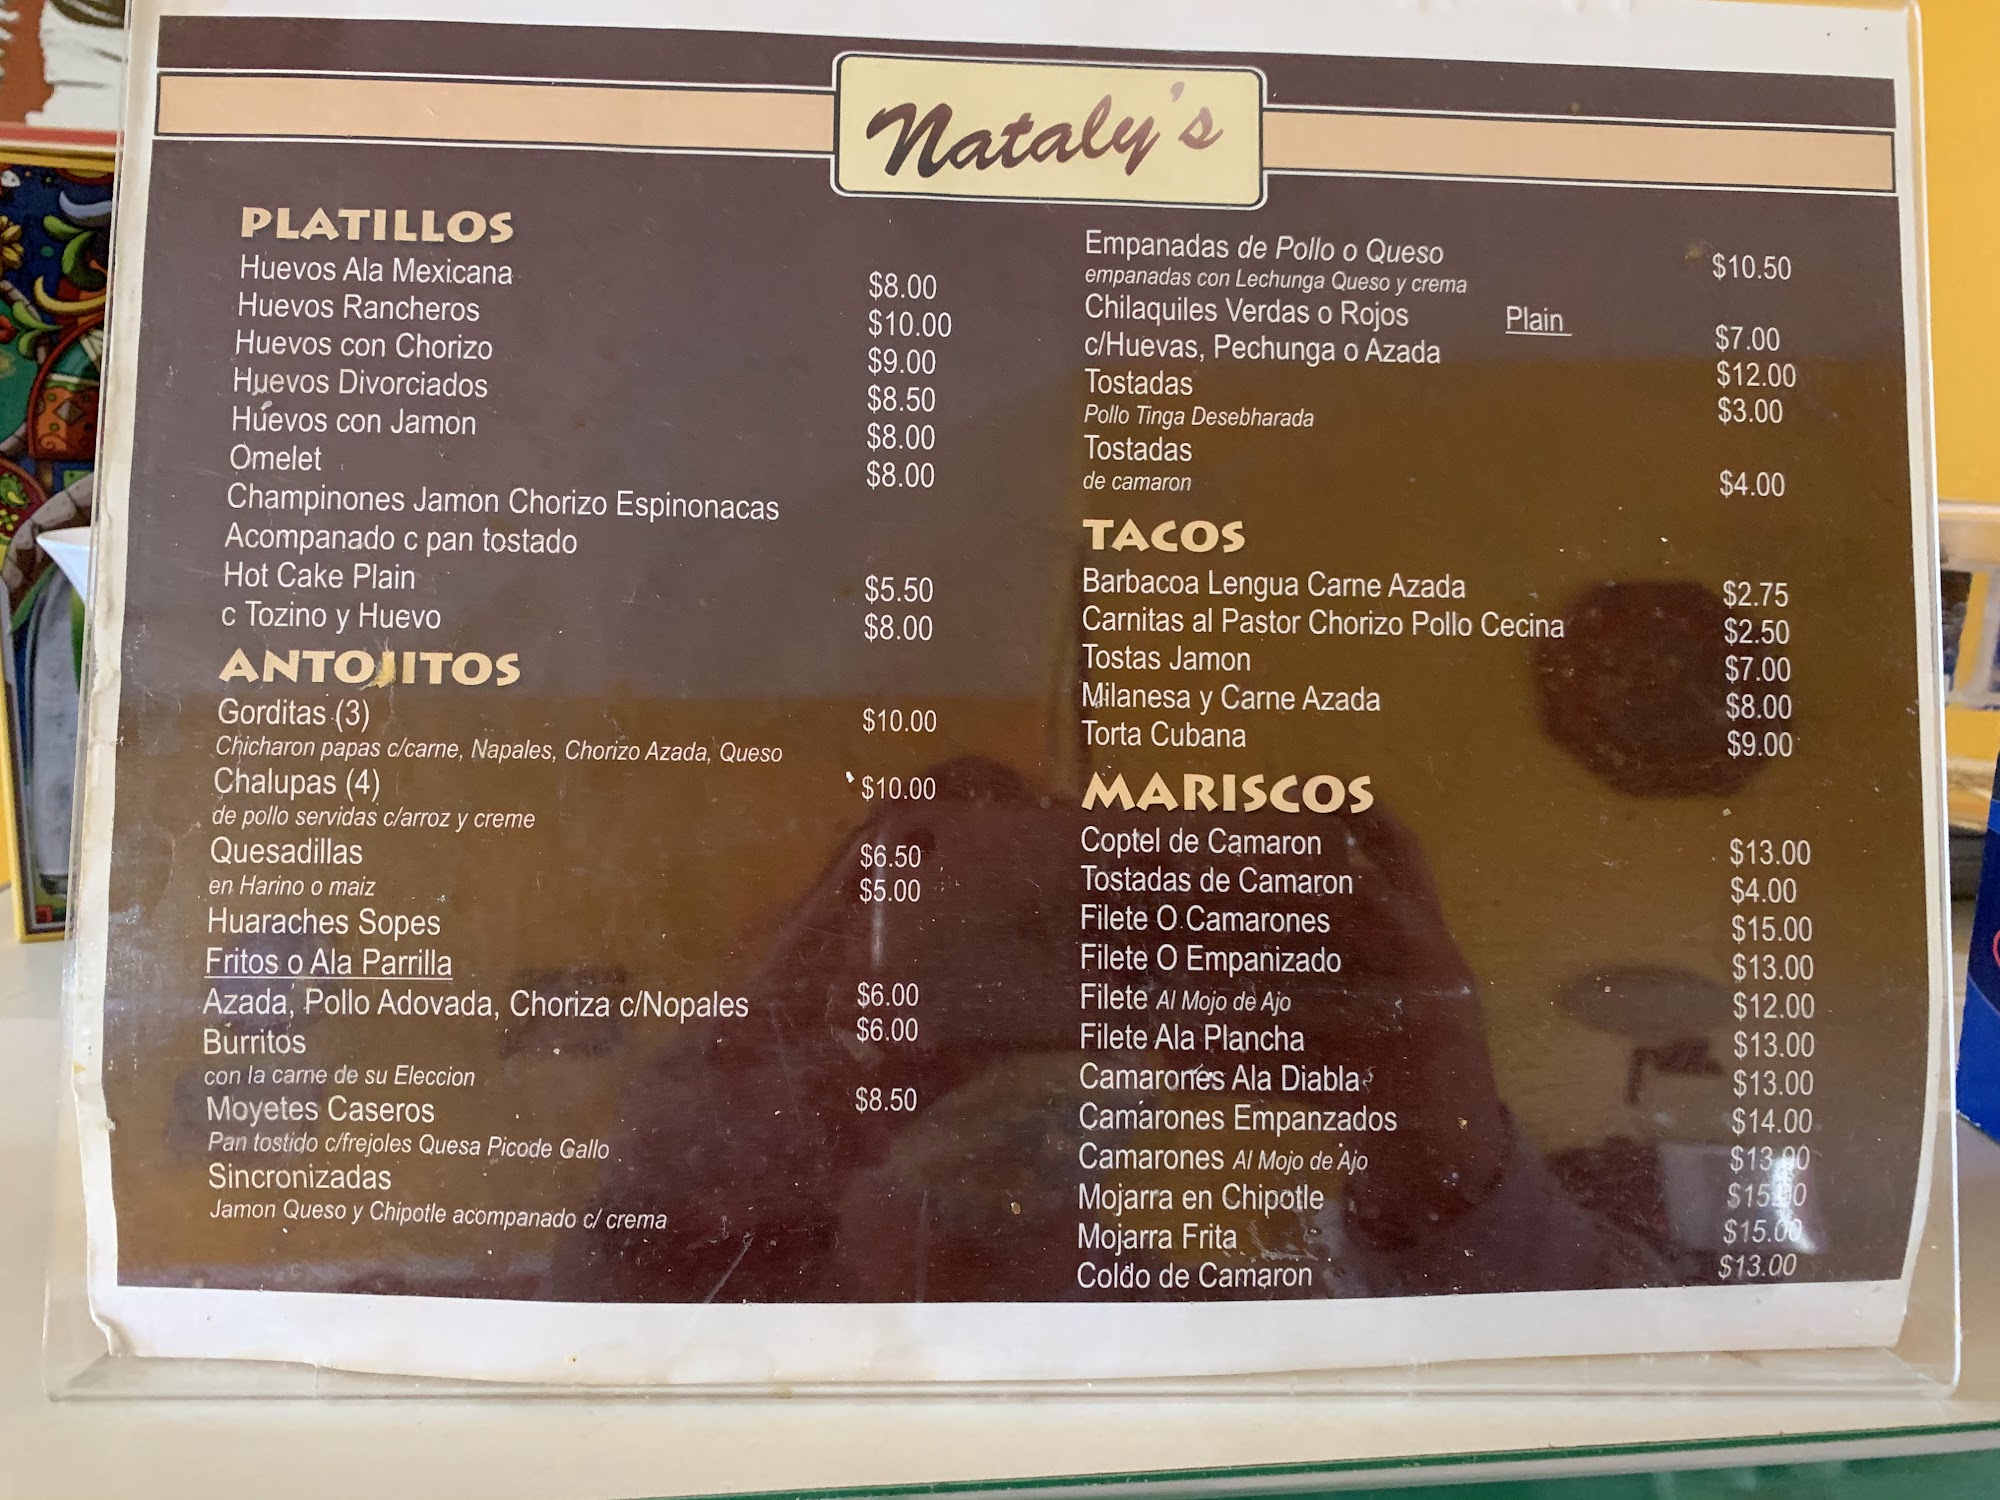 Nataly's
PLATILLOS
Huevos Ala Mexicana $8.00
Huevos Rancheros $10.00
Huevos con Chorizo $9.00
Huevos Divorciados $8.50
Huevos con Jamon $8.00
Omelet $8.00
Champinones Jamon Chorizo Espinonacas
Acompanado c pan tostado
Hot Cake Plain $5.50
c Tozino y Huevo $8.00
ANTOJITOS
Gorditas (3) $10.00
Chicharon papas c/carne, Napales, Chorizo Azada, Queso
Chalupas (4) $10.00
de pollo servidas c/arroz y creme
Quesadillas $6.50
en Harino o maiz $5.00
Huaraches Sopes
Fritos o Ala Parrilla
Azada, Pollo Adovada, Choriza c/Nopales $6.00
Burritos $6.00
con la carne de su Eleccion
Moyetes Caseros $8.50
Pan tostido c/frejoles Quesa Picode Gallo
Sincronizadas
Jamon Queso y Chipotle acompanado c/ crema
Empanadas de Pollo o Queso $10.50
empanadas con Lechunga Queso y crema
Chilaquiles Verdas o Rojos Plain $7.00
c/Huevas, Pechunga o Azada $12.00
Tostadas $3.00
Pollo Tinga Desebharada
Tostadas
de camaron $4.00
TACOS
Barbacoa Lengua Carne Azada $2.75
Carnitas al Pastor Chorizo Pollo Cecina $2.50
Tostas Jamon $7.00
Milanesa y Carne Azada $8.00
Torta Cubana $9.00
MARISCOS
Coptel de Camaron $13.00
Tostadas de Camaron $4.00
Filete O Camarones $15.00
Filete O Empanizado $13.00
Filete Al Mojo de Ajo $12.00
Filete Ala Plancha $13.00
Camarones Ala Diabla $13.00
Camarones Empanzados $14.00
Camarones Al Mojo de Ajo $13.00
Mojarra en Chipotle $15.00
Mojarra Frita $15.00
Coldo de Camaron $13.00